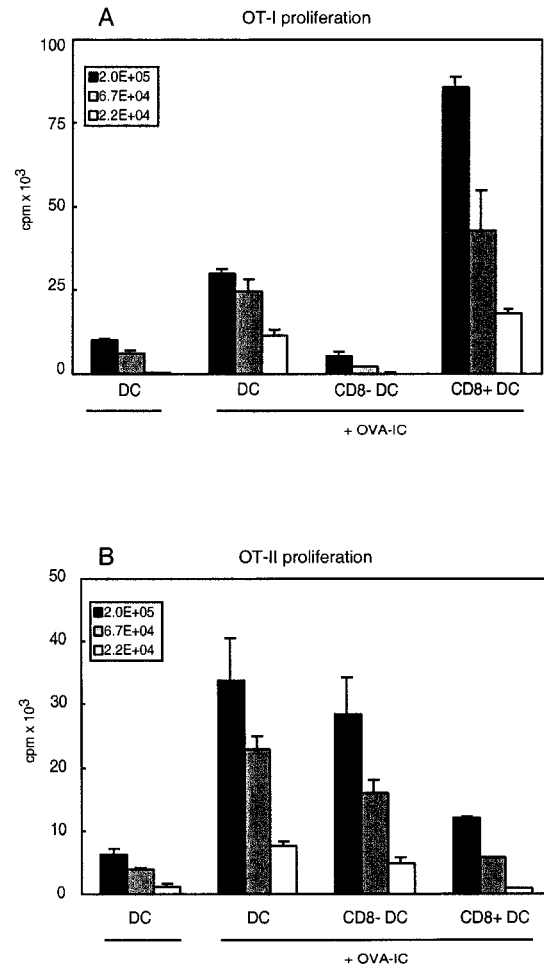 A
OT-I proliferation
100
75
50
25
0
cpm x 10³
2.0E+05
6.7E+04
2.2E+04
DC
DC
CD8- DC
CD8+ DC
+ OVA-IC
B
OT-II proliferation
50
40
30
20
10
0
cpm x 10³
2.0E+05
6.7E+04
2.2E+04
DC
DC
CD8- DC
CD8+ DC
+ OVA-IC